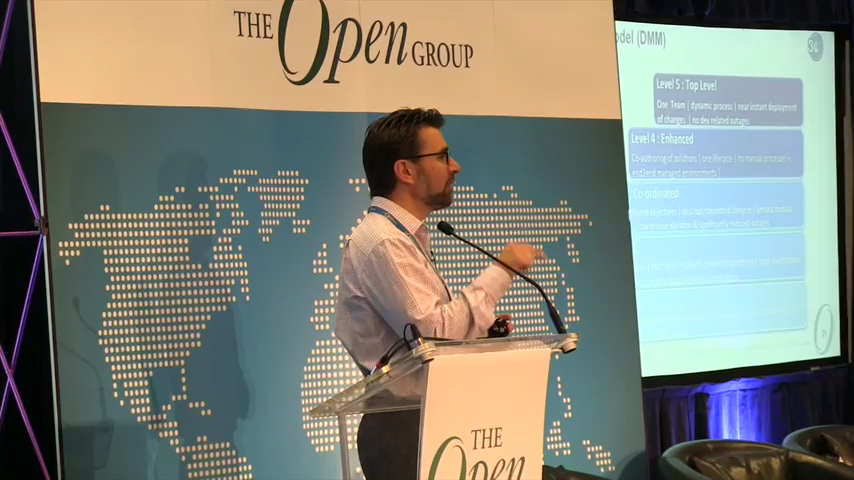 THE Open GROUP
odel (DMM)
Level 5 : Top Level
One Team | dynamic process | near instant deployment
of changes | no dev related outages
Level 4 : Enhanced
Co-authoring of solutions | one lifecycle | no manual processes +
end2end managed environments |
Co-ordinated
THE
Open